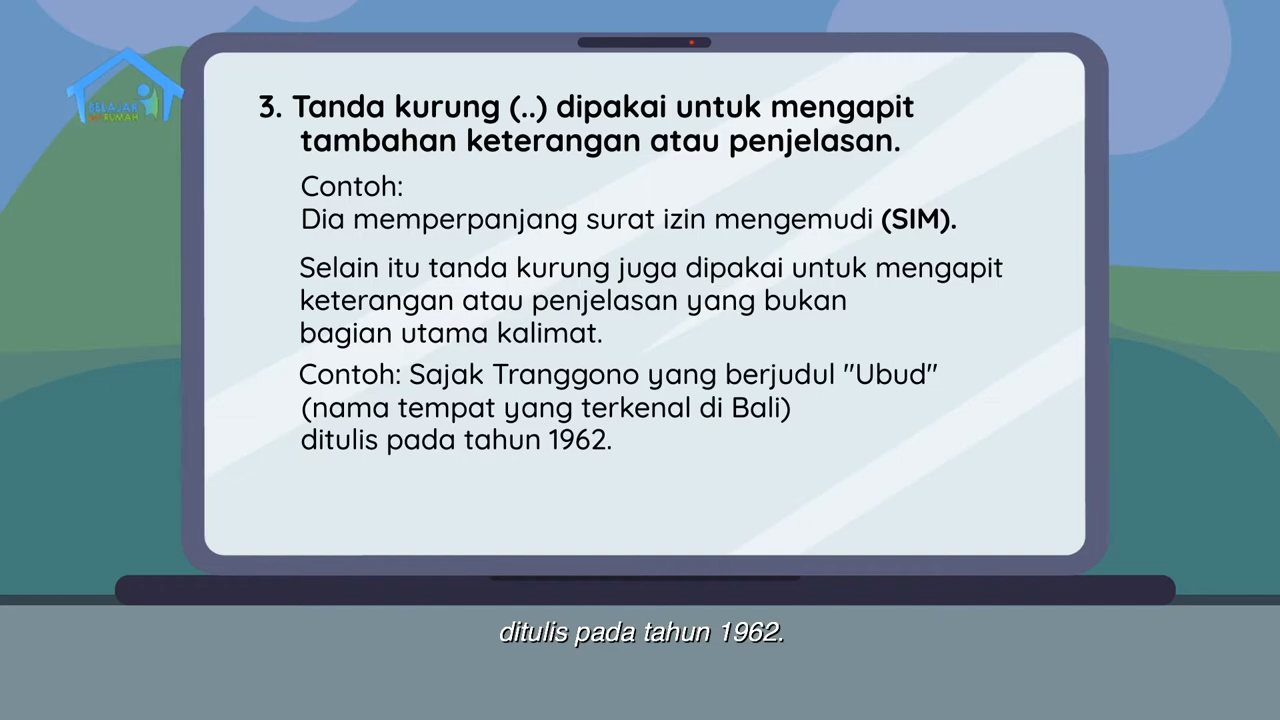 BELAJAR
RUMAH
3. Tanda kurung (..) dipakai untuk mengapit
tambahan keterangan atau penjelasan.
Contoh:
Dia memperpanjang surat izin mengemudi (SIM).
Selain itu tanda kurung juga dipakai untuk mengapit
keterangan atau penjelasan yang bukan
bagian utama kalimat.
Contoh: Sajak Tranggono yang berjudul "Ubud"
(nama tempat yang terkenal di Bali)
ditulis pada tahun 1962.
ditulis pada tahun 1962.